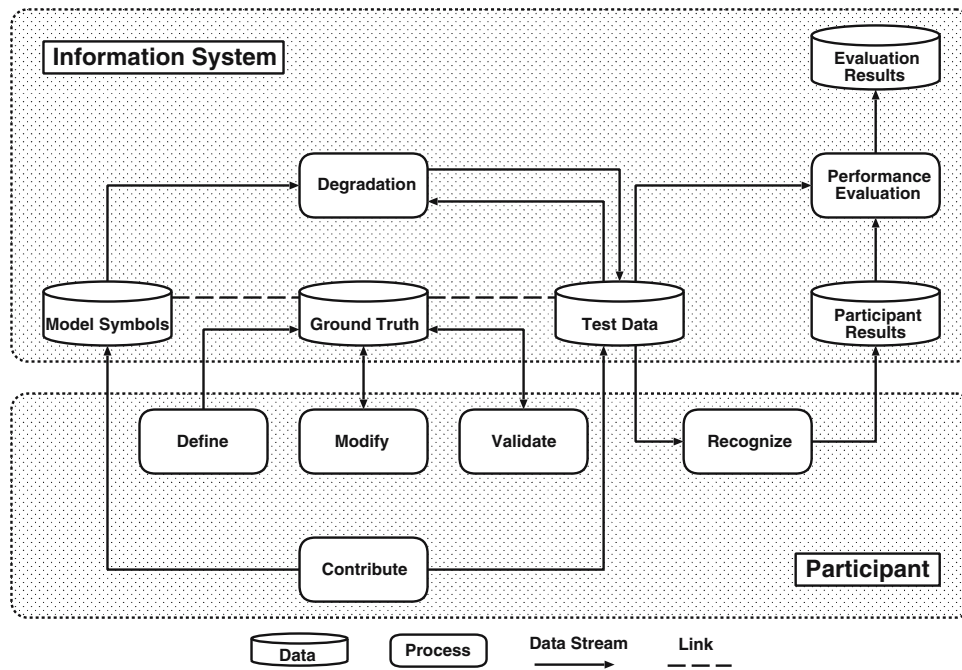 Information System
Evaluation
Results
Degradation
Performance
Evaluation
Model Symbols
Ground Truth
Test Data
Participant
Results
Define
Modify
Validate
Recognize
Contribute
Participant
Data
Process
Data Stream
Link